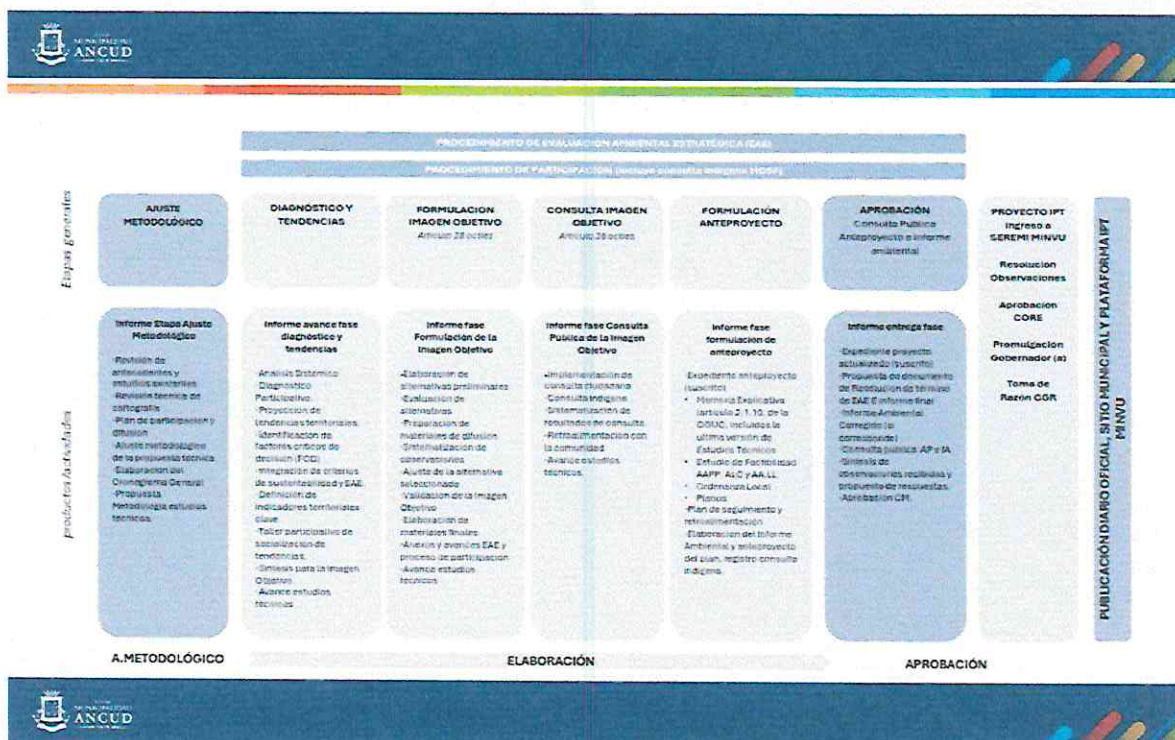 MUNICIPALIDAD
ANCUD
PROCEDIMIENTO DE EVALUACIÓN AMBIENTAL ESTRATÉGICA (EAE)
PROCEDIMIENTO DE PARTICIPACIÓN (incluye consulta indígena
Etapas generales
AJUSTE
METODOLÓGICO
DIAGNÓSTICO Y
TENDENCIAS
FORMULACION
IMAGEN OBJETIVO
Artículo 28 octies
CONSULTA IMAGEN
OBJETIVO
Artículo 28 octies
FORMULACIÓN
ANTEPROYECTO
APROBACIÓN
Consulta Pública
Anteproyecto e informe
ambiental
PROYECTO IPT
Ingreso a
SEREMI MINVU
Resolución
Observaciones
Aprobación
CORE
Promulgación
Gobernador (a)
Toma de
Razón CGR
PUBLICACIÓN DIARIO OFICIAL, SITIO MUNICIPAL Y PLATAFORMA IPT
MINVU
productos /actividades
Informe Etapa Ajuste
Metodológico
-Revisión de
antecedentes y
estudios existentes
-Revisión técnica de
cartografía
-Plan de participación y
difusión
-Ajuste metodológico
de la propuesta técnica
-Elaboración del
Cronograma General
-Propuesta
Metodología estudios
técnicos.
Informe avance fase
diagnóstico y
tendencias
-Análisis Sistémico
-Diagnóstico
Participativo.
-Proyección de
tendencias territoriales.
-Identificación de
factores críticos de
decisión (FCD)
-Integración de criterios
de sustentabilidad y EAE.
-Definición de
indicadores territoriales
clave
-Taller participativo de
socialización de
tendencias.
-Síntesis para la Imagen
Objetivo.
-Avance estudios
técnicos
Informe fase
Formulación de la
Imagen Objetivo
-Elaboración de
alternativas preliminares
-Evaluación de
alternativas
-Preparación de
materiales de difusión
-Sistematización de
observaciones
-Ajuste de la alternativa
seleccionada
-Validación de la Imagen
Objetivo
-Elaboración de
materiales finales
-Anexos y avances EAE y
proceso de participación
-Avance estudios
técnicos
Informe fase Consulta
Pública de la Imagen
Objetivo
-Implementación de
consulta ciudadana
-Consulta Indígena
-Sistematización de
resultados de consulta
-Retroalimentación con
la comunidad
-Avance estudios
técnicos.
Informe fase
formulación de
anteproyecto
Expediente anteproyecto
(suscrito)
• Memoria Explicativa
(artículo 2.1.10. de la
OGUC, incluidos la
última versión de
Estudios Técnicos
• Estudio de Factibilidad
AAPP, ALC y AA.LL
• Ordenanza Local
• Planos
-Plan de seguimiento y
retroalimentación
-Elaboración del Informe
Ambiental y anteproyecto
del plan, registro consulta
indígena.
Informe entrega fase
-Expediente proyecto
actualizado (suscrito)
-Propuesta de documento
de Resolución de término
de EAE E informe final
-Informe Ambiental
Corregido (si
corresponde)
-Consulta pública AP e IA
-Síntesis de
observaciones recibidas y
propuesta de respuestas.
-Aprobación CM.
A.METODOLÓGICO
ELABORACIÓN
APROBACIÓN
MUNICIPALIDAD
ANCUD